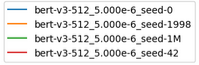 bert-v3-512_5.000e-6_seed-0
bert-v3-512_5.000e-6_seed-1998
bert-v3-512_5.000e-6_seed-1M
bert-v3-512_5.000e-6_seed-42